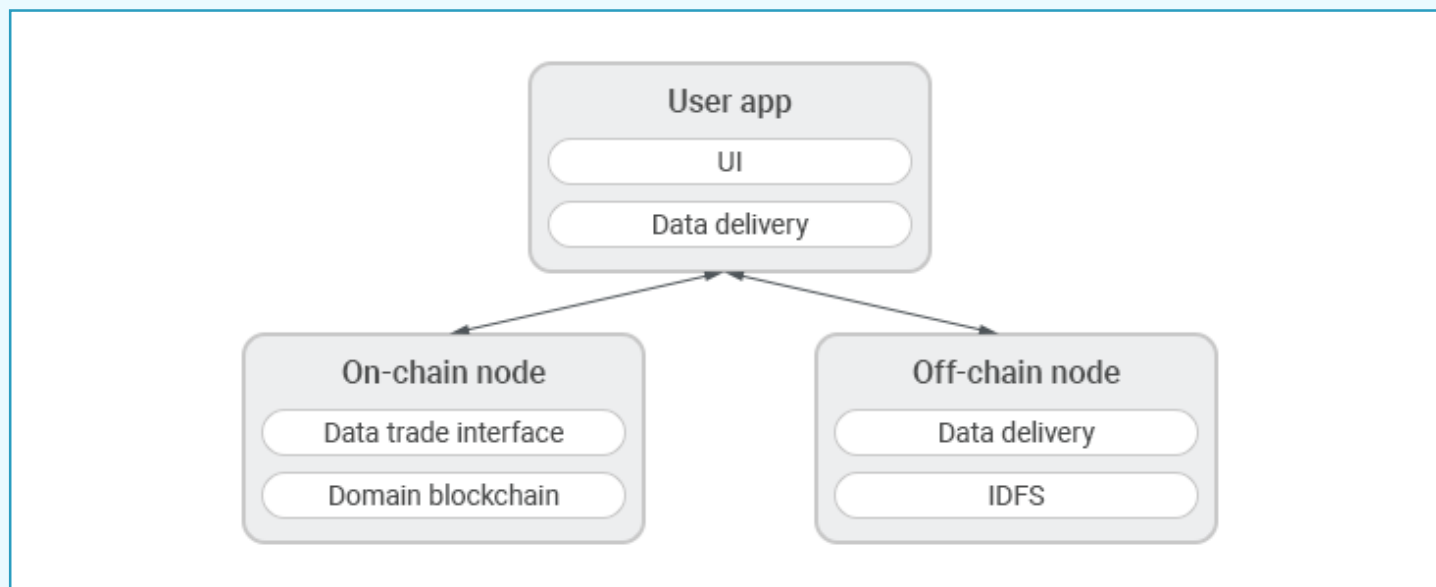 User app
UI
Data delivery
On-chain node
Data trade interface
Domain blockchain
Off-chain node
Data delivery
IDFS